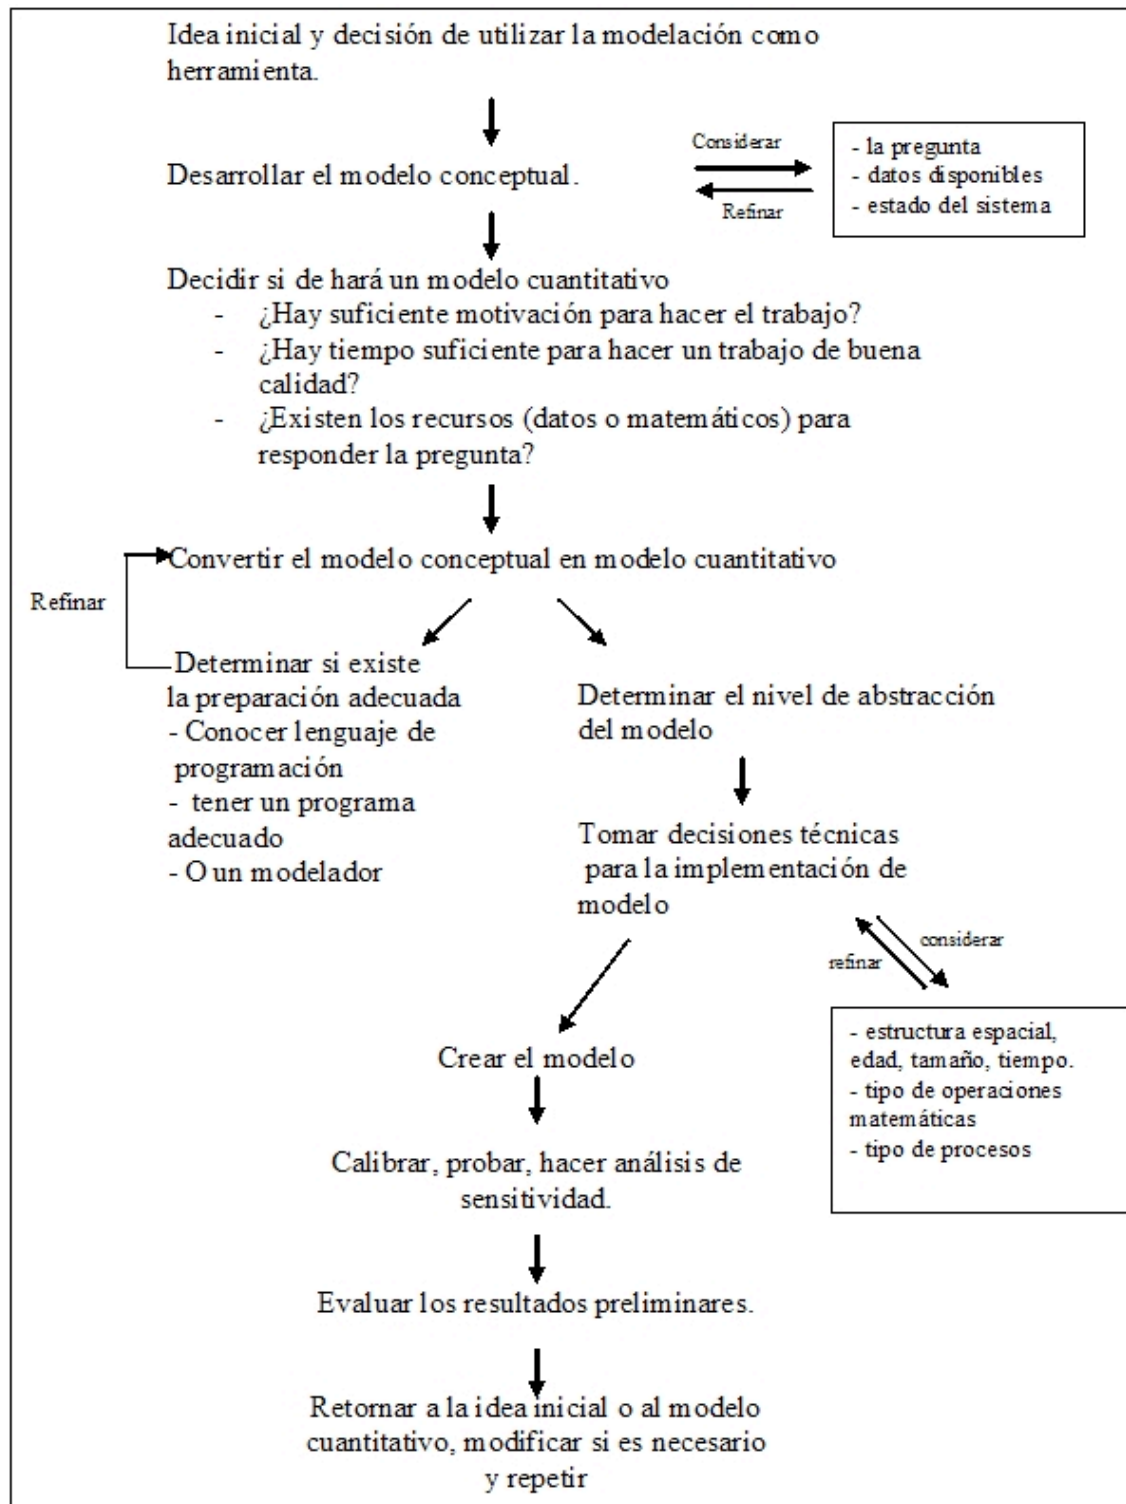 Idea inicial y decisión de utilizar la modelación como
herramienta.
Considerar
- la pregunta
- datos disponibles
- estado del sistema
Desarrollar el modelo conceptual.
Refinar
Decidir si de hará un modelo cuantitativo
- ¿Hay suficiente motivación para hacer el trabajo?
- ¿Hay tiempo suficiente para hacer un trabajo de buena
calidad?
- ¿Existen los recursos (datos o matemáticos) para
responder la pregunta?
Convertir el modelo conceptual en modelo cuantitativo
Refinar
Determinar si existe
la preparación adecuada
- Conocer lenguaje de
programación
- tener un programa
adecuado
- O un modelador
Determinar el nivel de abstracción
del modelo
Tomar decisiones técnicas
para la implementación de
modelo
considerar
refinar
- estructura espacial,
edad, tamaño, tiempo.
- tipo de operaciones
matemáticas
- tipo de procesos
Crear el modelo
Calibrar, probar, hacer análisis de
sensitividad.
Evaluar los resultados preliminares.
Retornar a la idea inicial o al modelo
cuantitativo, modificar si es necesario
y repetir